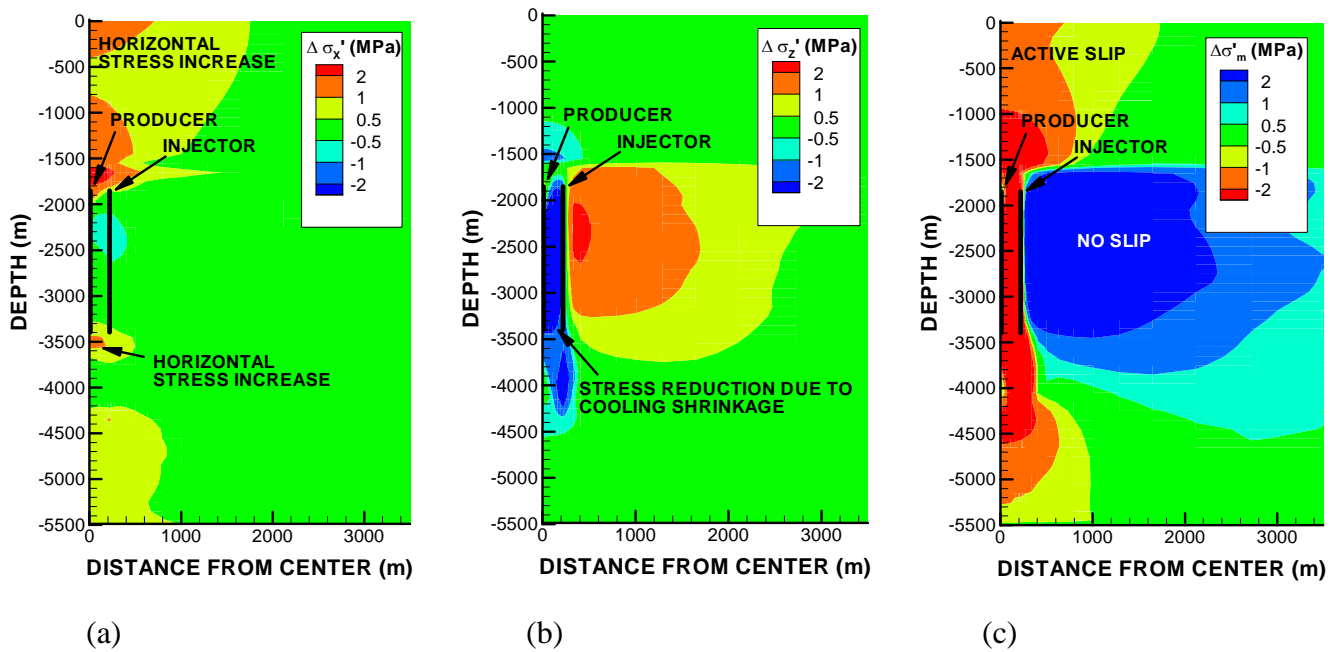 HORIZONTAL
STRESS INCREASE
Δ σx' (MPa)
2
1
0.5
-0.5
-1
-2
PRODUCER
INJECTOR
HORIZONTAL
STRESS INCREASE
0
-500
-1000
-1500
-2000
-2500
-3000
-3500
-4000
-4500
-5000
-5500
DEPTH (m)
0
1000
2000
3000
DISTANCE FROM CENTER (m)
(a)
Δ σz' (MPa)
2
1
0.5
-0.5
-1
-2
PRODUCER
INJECTOR
STRESS REDUCTION DUE TO
COOLING SHRINKAGE
0
-500
-1000
-1500
-2000
-2500
-3000
-3500
-4000
-4500
-5000
-5500
DEPTH (m)
0
1000
2000
3000
DISTANCE FROM CENTER (m)
(b)
ACTIVE SLIP
Δσ'm (MPa)
2
1
0.5
-1
-2
PRODUCER
INJECTOR
NO SLIP
0
-500
-1000
-1500
-2000
-2500
-3000
-3500
-4000
-4500
-5000
-5500
DEPTH (m)
0
1000
2000
3000
DISTANCE FROM CENTER (m)
(c)